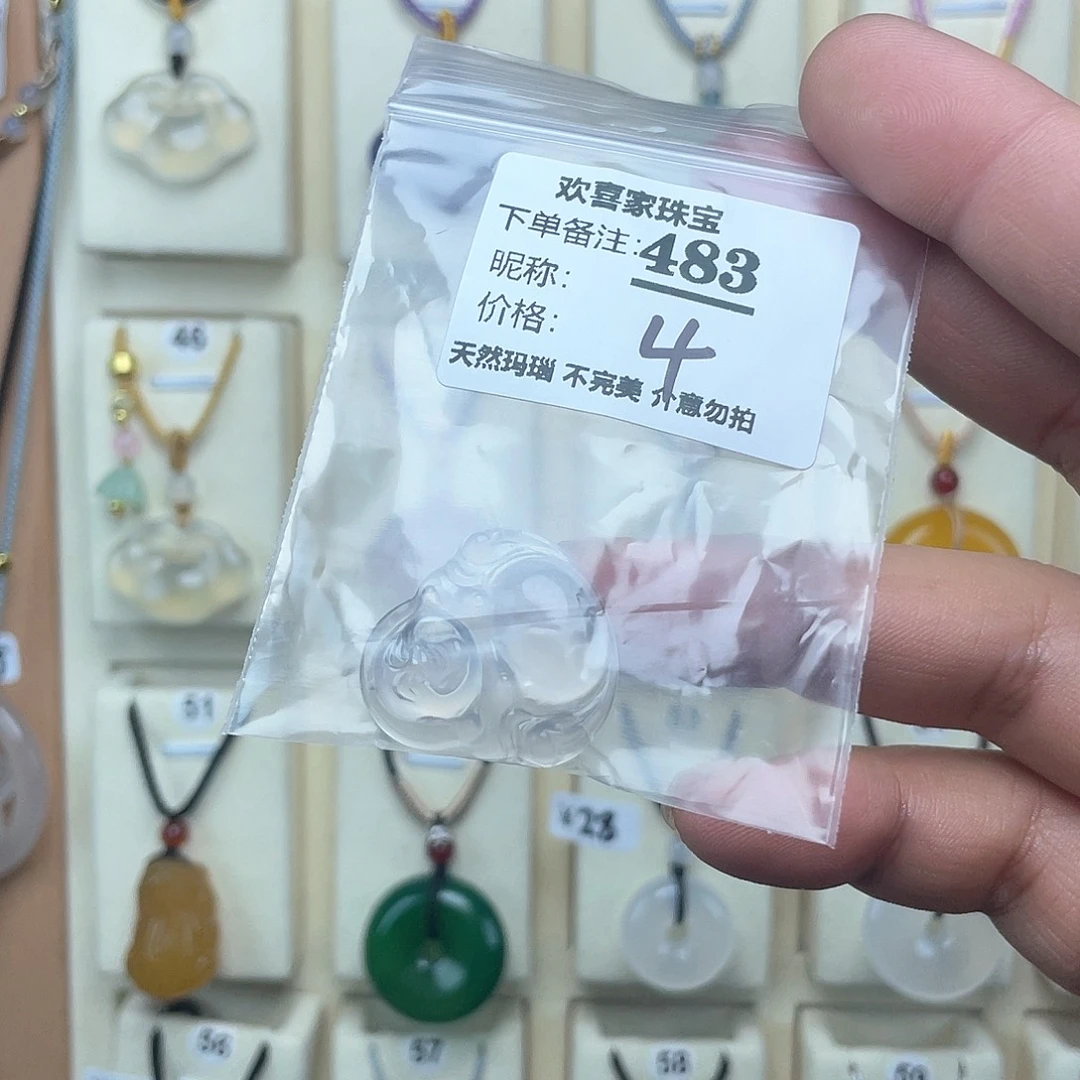 欢喜家珠宝
下单备注:483
昵称:
价格: 4
天然玛瑙 不完美 介意勿拍
46
51
¥28
56
57
58
59